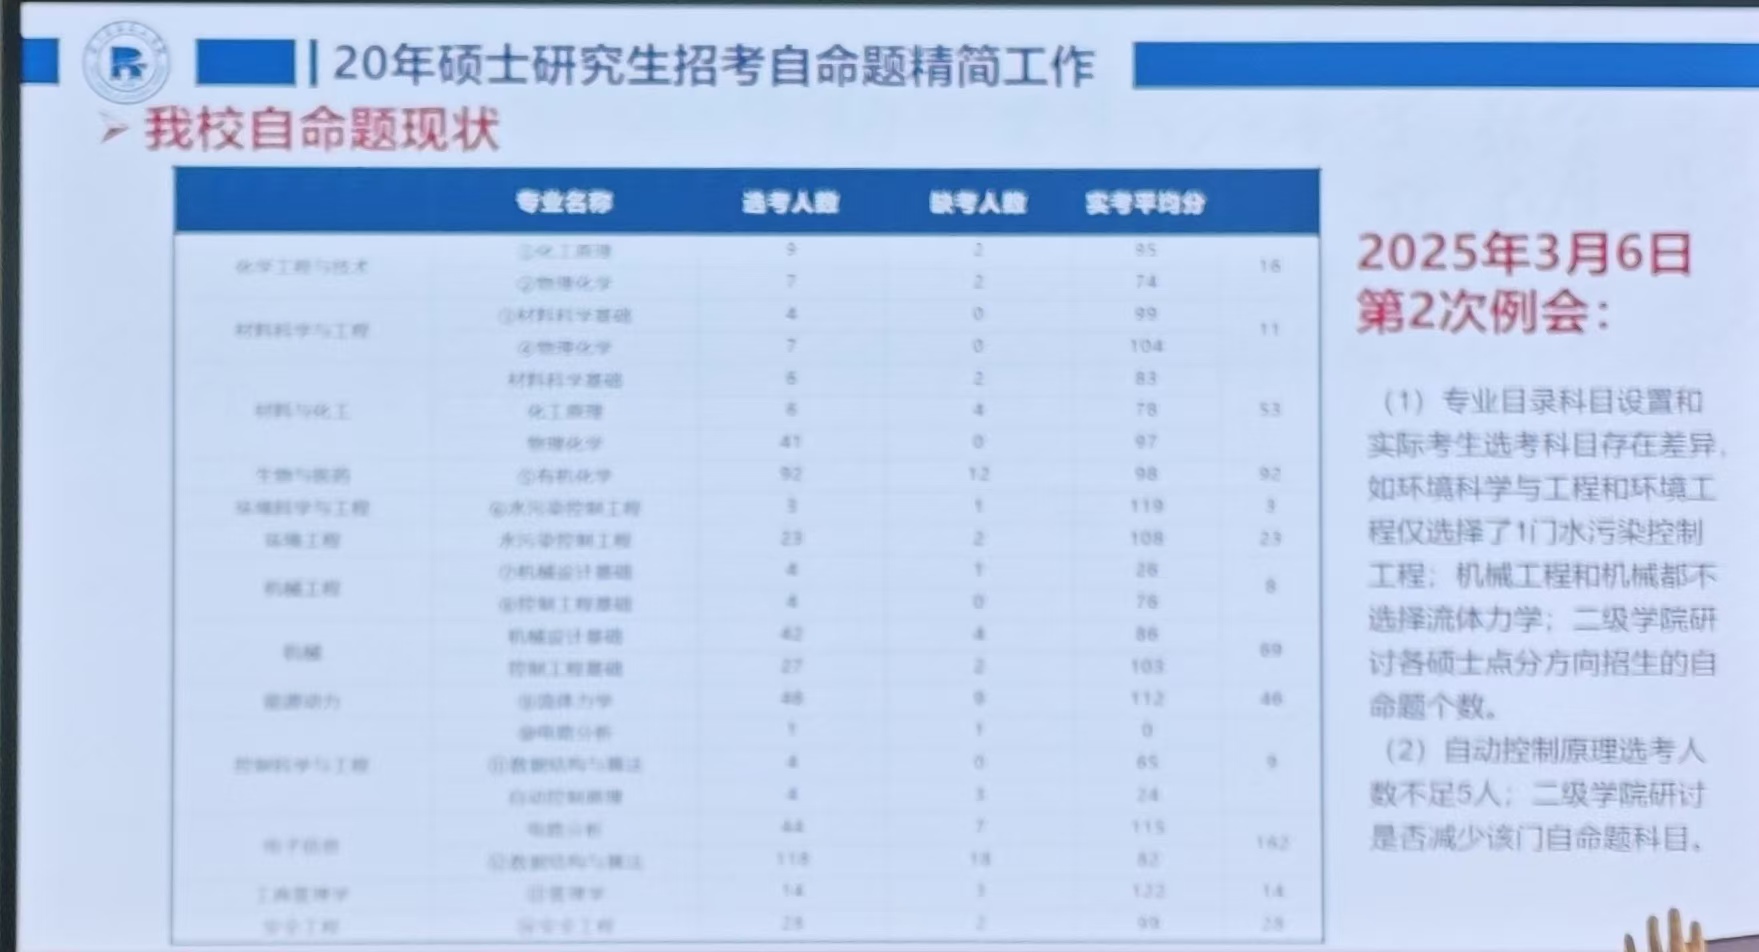 20年硕士研究生招考自命题精简工作
我校自命题现状
专业名称 选考人数 缺考人数 实考平均分
化学工程与技术 ①化工原理 9 2 95 16
②物理化学 7 2 74
材料科学与工程 ③材料科学基础 4 0 99 11
④物理化学 7 0 104
材料与化工 材料科学基础 6 2 83 53
化工原理 6 4 78
物理化学 41 0 97
生物与医药 ⑤有机化学 92 12 98 92
环境科学与工程 ⑥水污染控制工程 3 1 119 3
环境工程 水污染控制工程 23 2 108 23
机械工程 ⑦机械设计基础 4 1 26 8
⑧控制工程基础 4 0 76
机械 机械设计基础 42 4 86 69
控制工程基础 27 2 103
能源动力 ⑨流体力学 46 112 46
⑩电路分析 1 1 0
控制科学与工程 ⑪数据结构与算法 4 0 65 9
自动控制原理 4 3 24
电子信息 电路分析 44 7 115 162
数据结构与算法 118 18 82
工商管理学 管理学 14 3 122 14
安全工程 安全工程 28 2 99 28
2025年3月6日
第2次例会：
（1）专业目录科目设置和
实际考生选考科目存在差异，
如环境科学与工程和环境工
程仅选择了1门水污染控制
工程；机械工程和机械都不
选择流体力学；二级学院研
讨各硕士点分方向招生的自
命题个数。
（2）自动控制原理选考人
数不足5人；二级学院研讨
是否减少该门自命题科目。